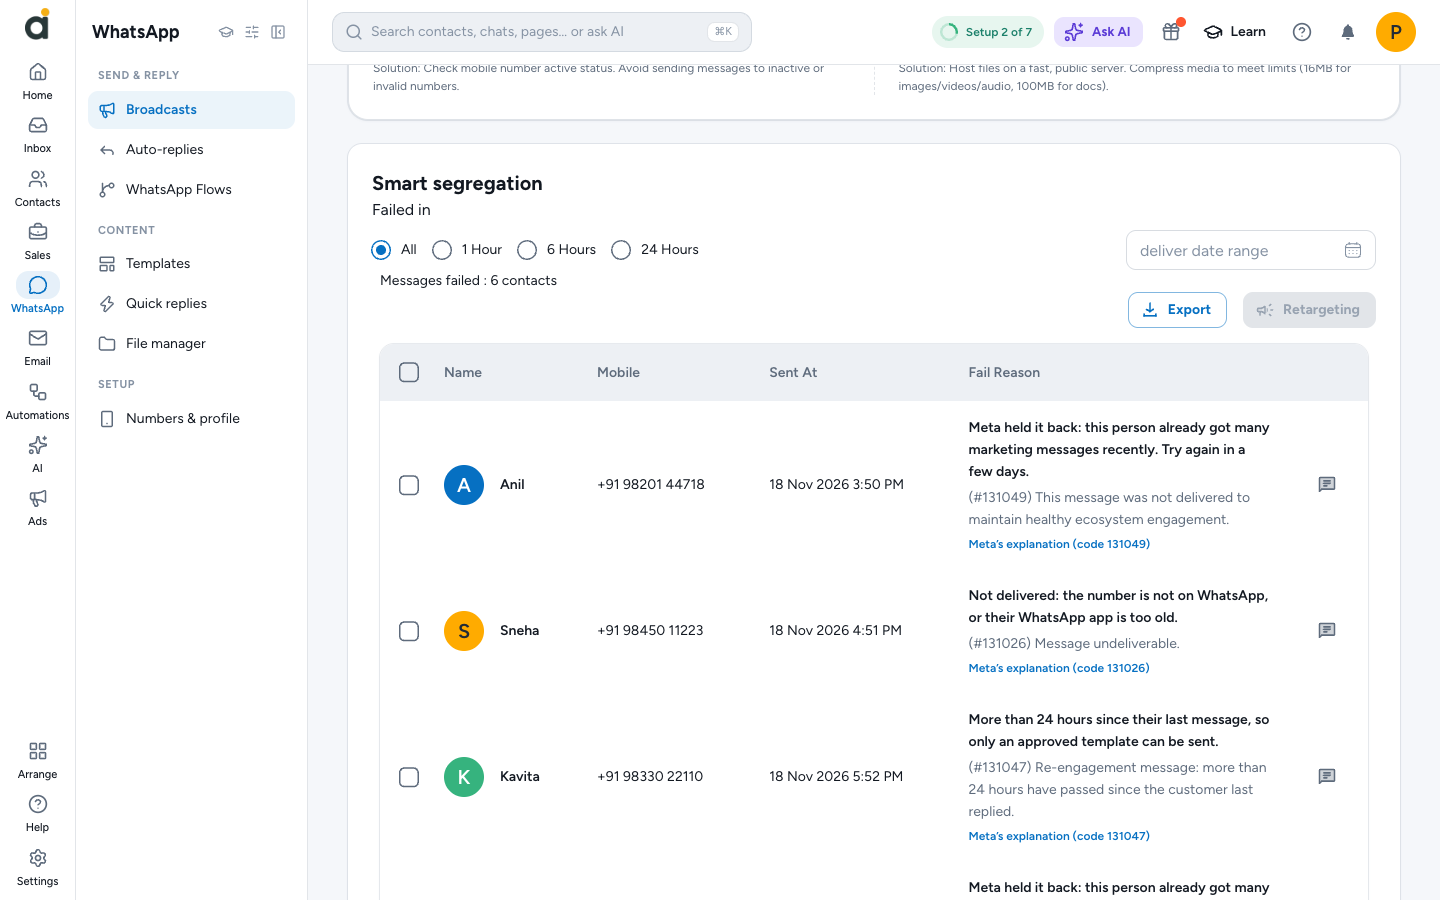 WhatsApp
Search contacts, chats, pages... or ask AI
⌘K
Setup 2 of 7
Ask AI
Learn
P
Home
Inbox
Contacts
Sales
WhatsApp
Email
Automations
AI
Ads
Arrange
Help
Settings
SEND & REPLY
Broadcasts
Auto-replies
WhatsApp Flows
CONTENT
Templates
Quick replies
File manager
SETUP
Numbers & profile
Solution: Check mobile number active status. Avoid sending messages to inactive or
invalid numbers.
Solution: Host files on a fast, public server. Compress media to meet limits (16MB for
images/videos/audio, 100MB for docs).
Smart segregation
Failed in
All
1 Hour
6 Hours
24 Hours
deliver date range
Messages failed : 6 contacts
Export
Retargeting
Name
Mobile
Sent At
Fail Reason
A
Anil
+91 98201 44718
18 Nov 2026 3:50 PM
Meta held it back: this person already got many
marketing messages recently. Try again in a
few days.
(#131049) This message was not delivered to
maintain healthy ecosystem engagement.
Meta's explanation (code 131049)
S
Sneha
+91 98450 11223
18 Nov 2026 4:51 PM
Not delivered: the number is not on WhatsApp,
or their WhatsApp app is too old.
(#131026) Message undeliverable.
Meta's explanation (code 131026)
K
Kavita
+91 98330 22110
18 Nov 2026 5:52 PM
More than 24 hours since their last message, so
only an approved template can be sent.
(#131047) Re-engagement message: more than
24 hours have passed since the customer last
replied.
Meta's explanation (code 131047)
Meta held it back: this person already got many